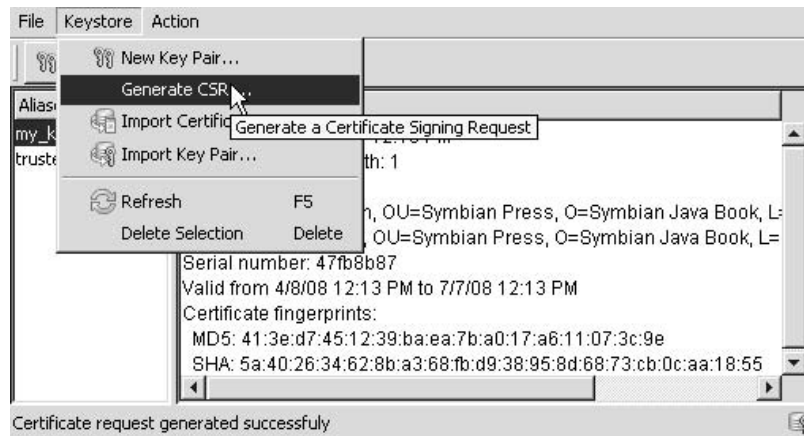 File Keystore Action
New Key Pair...
Generate CSR...
Alias
Import Certific
Generate a Certificate Signing Request
my_k
th: 1
truste
Import Key Pair...
Refresh F5
, OU=Symbian Press, O=Symbian Java Book, L=
Delete Selection Delete
, OU=Symbian Press, O=Symbian Java Book, L=
Serial number: 47fb8b87
Valid from 4/8/08 12:13 PM to 7/7/08 12:13 PM
Certificate fingerprints:
MD5: 41:3e:d7:45:12:39:ba:ea:7b:a0:17:a6:11:07:3c:9e
SHA: 5a:40:26:34:62:8b:a3:68:fb:d9:38:95:8d:68:73:cb:0c:aa:18:55
Certificate request generated successfuly